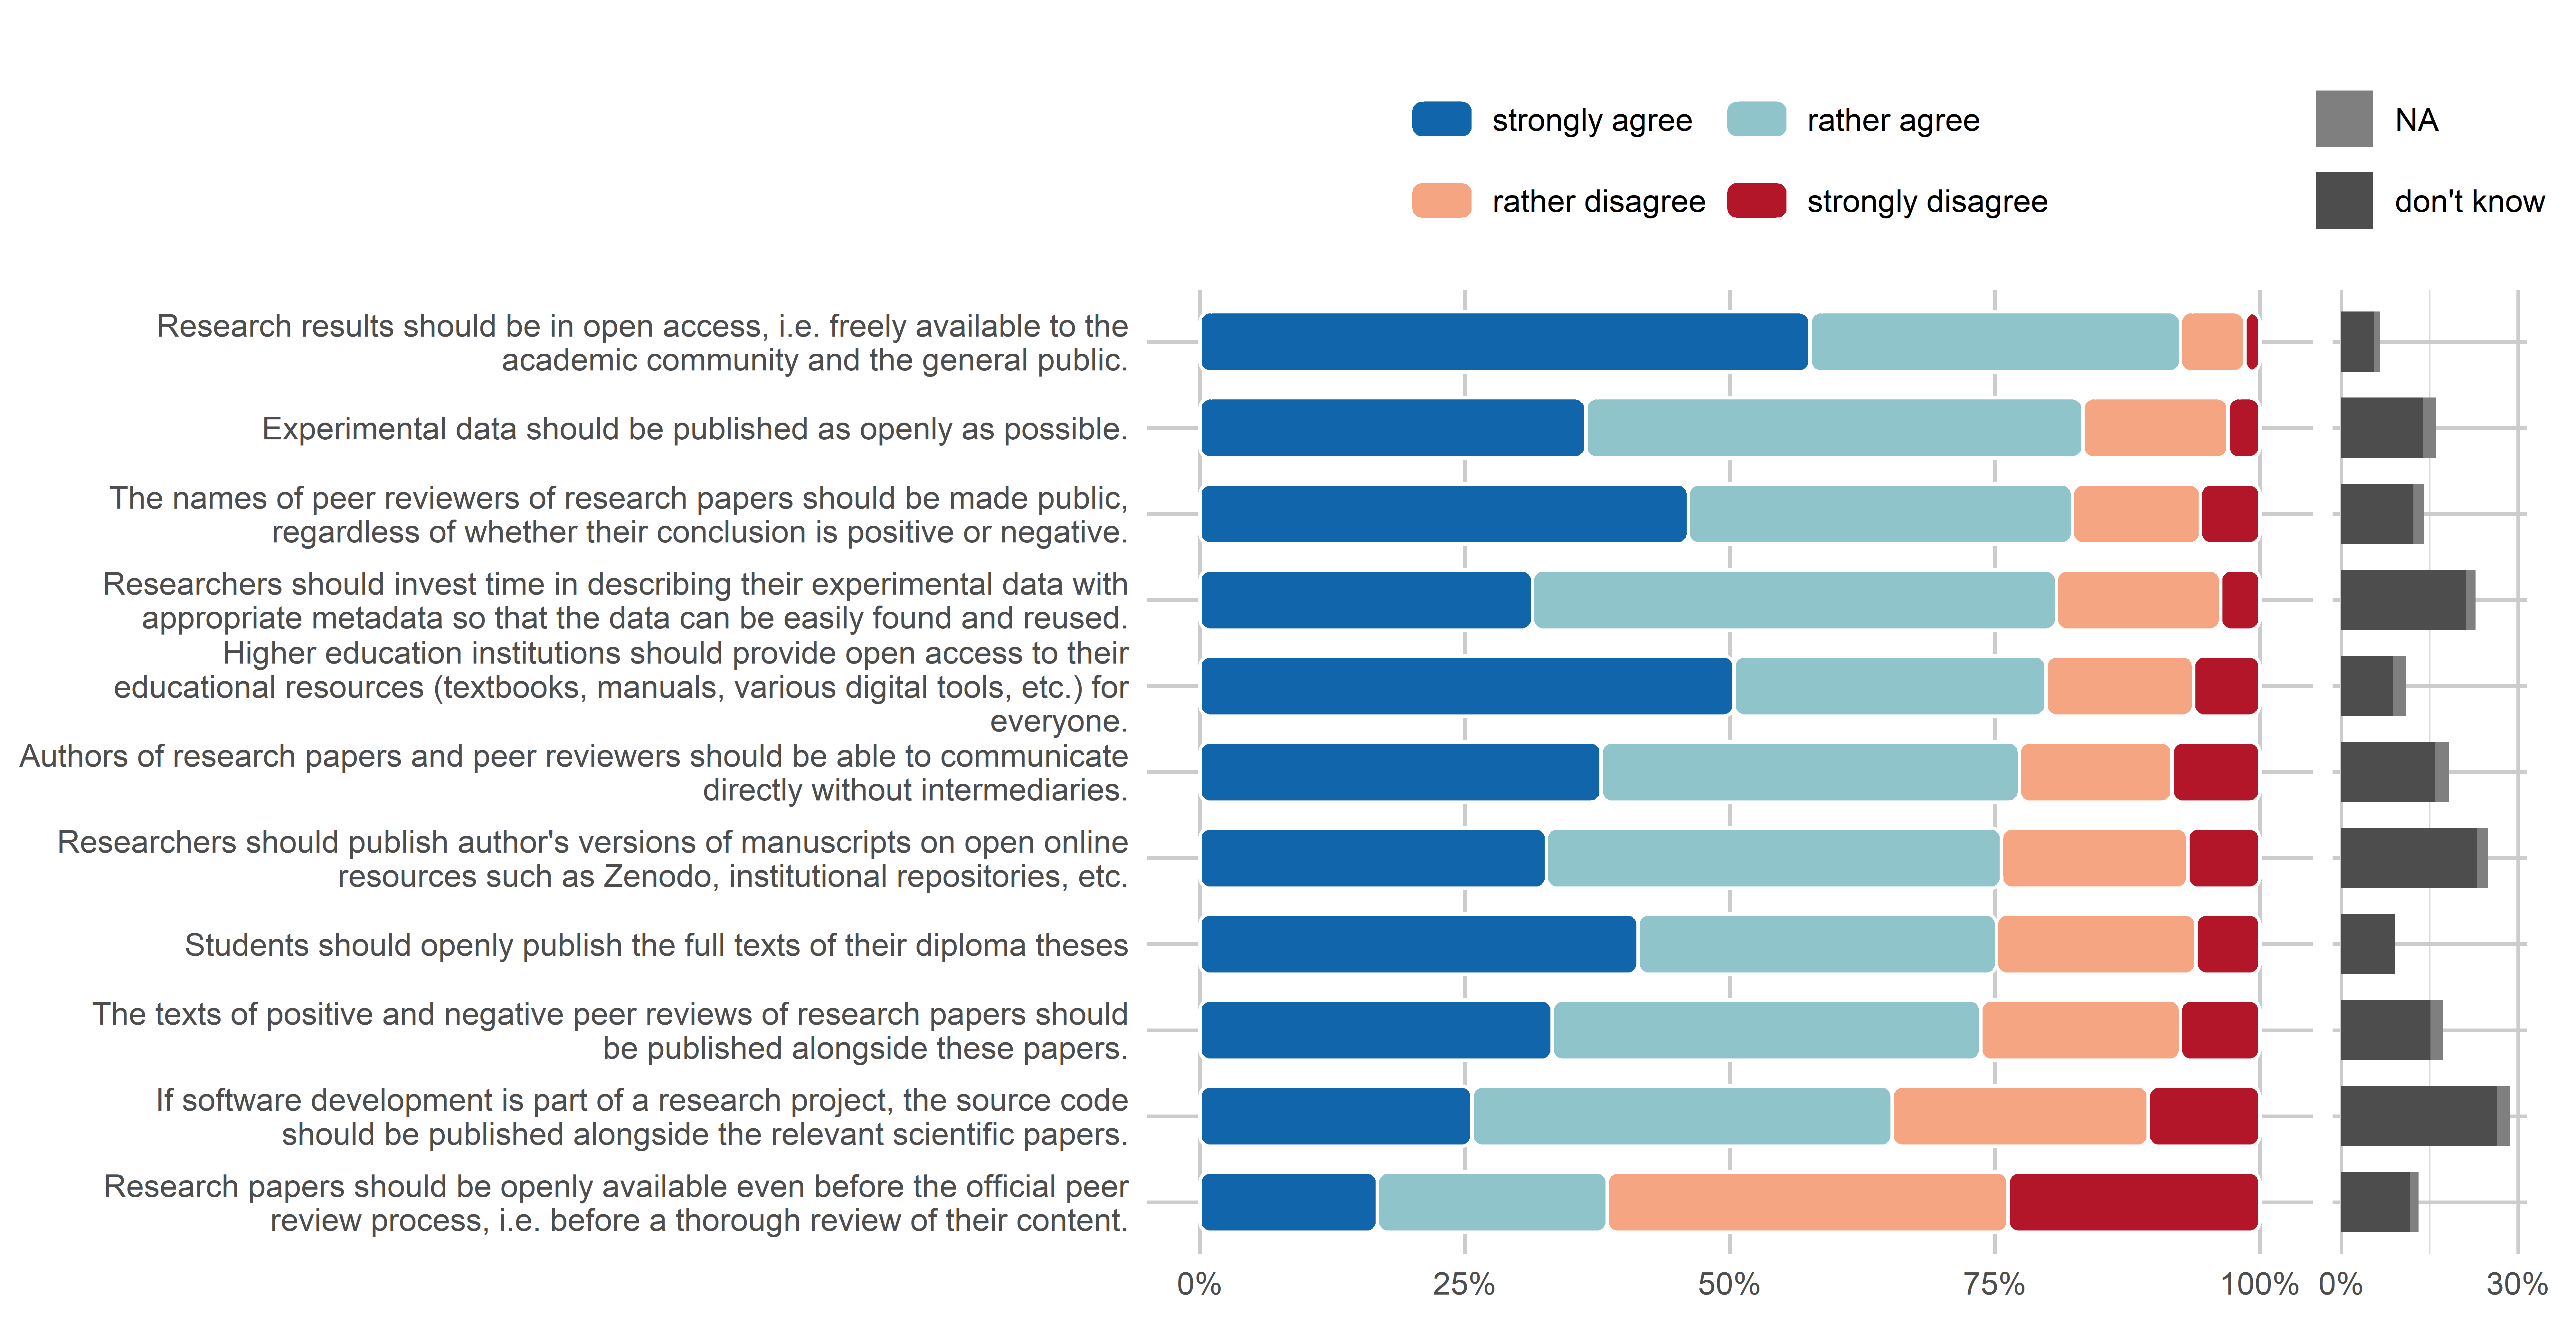 strongly agree
rather agree
NA
rather disagree
strongly disagree
don't know
Research results should be in open access, i.e. freely available to the
academic community and the general public.
Experimental data should be published as openly as possible.
The names of peer reviewers of research papers should be made public,
regardless of whether their conclusion is positive or negative.
Researchers should invest time in describing their experimental data with
appropriate metadata so that the data can be easily found and reused.
Higher education institutions should provide open access to their
educational resources (textbooks, manuals, various digital tools, etc.) for
everyone.
Authors of research papers and peer reviewers should be able to communicate
directly without intermediaries.
Researchers should publish author's versions of manuscripts on open online
resources such as Zenodo, institutional repositories, etc.
Students should openly publish the full texts of their diploma theses
The texts of positive and negative peer reviews of research papers should
be published alongside these papers.
If software development is part of a research project, the source code
should be published alongside the relevant scientific papers.
Research papers should be openly available even before the official peer
review process, i.e. before a thorough review of their content.
0% 25% 50% 75% 100% 0% 30%